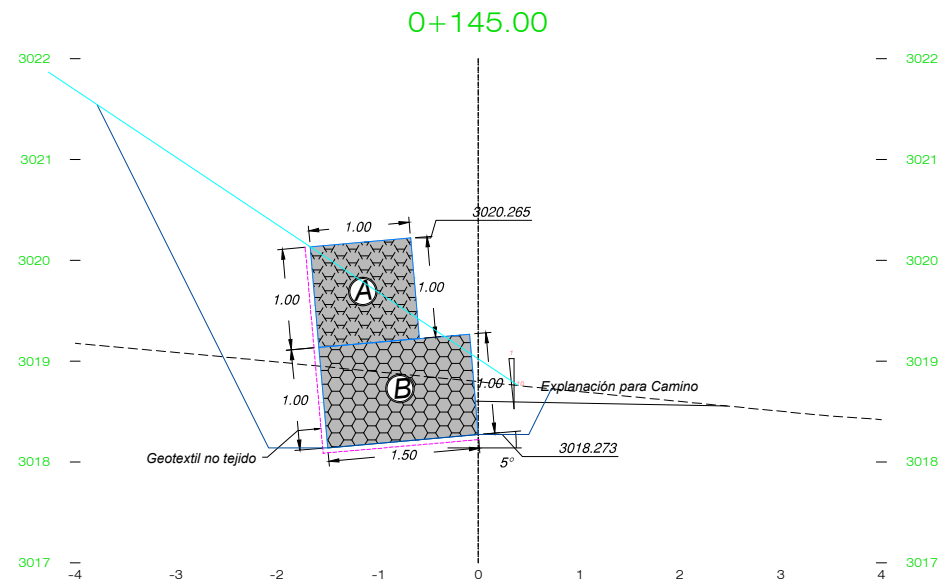 0+145.00
3022 3022
3021 3021
3020.265
1.00
3020 3020
A
1.00 1.00
3019 3019
1.00 Explanación para Camino
B
1.00
Geotextil no tejido 1.50 5° 3018.273
3018 3018
3017 3017
-4 -3 -2 -1 0 1 2 3 4